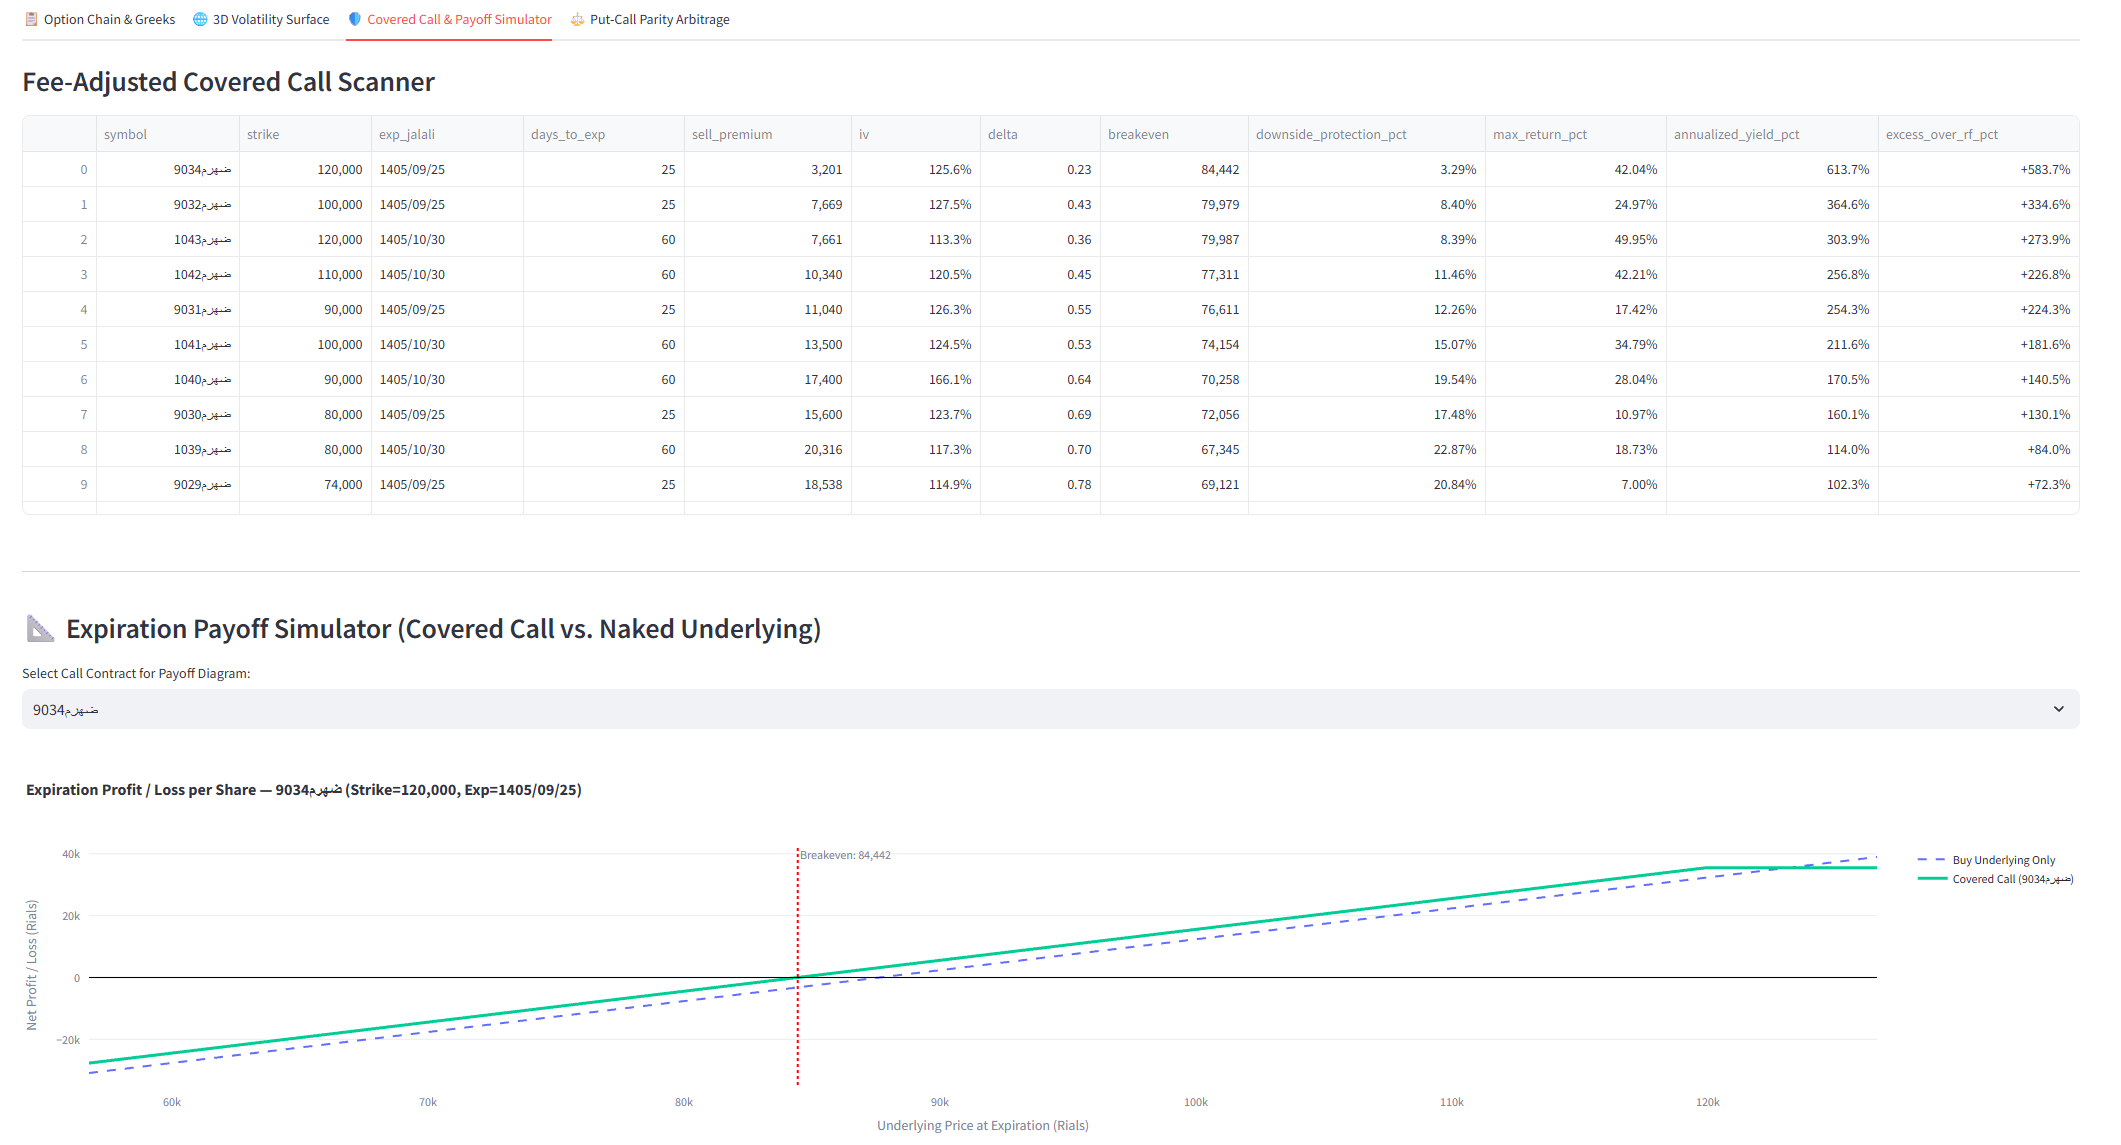 📋 Option Chain & Greeks 🌐 3D Volatility Surface 🛡️ Covered Call & Payoff Simulator ⚖️ Put-Call Parity Arbitrage
Fee-Adjusted Covered Call Scanner
symbol strike exp_jalali days_to_exp sell_premium iv delta breakeven downside_protection_pct max_return_pct annualized_yield_pct excess_over_rf_pct
0 ضهرم9034 120,000 1405/09/25 25 3,201 125.6% 0.23 84,442 3.29% 42.04% 613.7% +583.7%
1 ضهرم9032 100,000 1405/09/25 25 7,669 127.5% 0.43 79,979 8.40% 24.97% 364.6% +334.6%
2 ضهرم1043 120,000 1405/10/30 60 7,661 113.3% 0.36 79,987 8.39% 49.95% 303.9% +273.9%
3 ضهرم1042 110,000 1405/10/30 60 10,340 120.5% 0.45 77,311 11.46% 42.21% 256.8% +226.8%
4 ضهرم9031 90,000 1405/09/25 25 11,040 126.3% 0.55 76,611 12.26% 17.42% 254.3% +224.3%
5 ضهرم1041 100,000 1405/10/30 60 13,500 124.5% 0.53 74,154 15.07% 34.79% 211.6% +181.6%
6 ضهرم1040 90,000 1405/10/30 60 17,400 166.1% 0.64 70,258 19.54% 28.04% 170.5% +140.5%
7 ضهرم9030 80,000 1405/09/25 25 15,600 123.7% 0.69 72,056 17.48% 10.97% 160.1% +130.1%
8 ضهرم1039 80,000 1405/10/30 60 20,316 117.3% 0.70 67,345 22.87% 18.73% 114.0% +84.0%
9 ضهرم9029 74,000 1405/09/25 25 18,538 114.9% 0.78 69,121 20.84% 7.00% 102.3% +72.3%
📐 Expiration Payoff Simulator (Covered Call vs. Naked Underlying)
Select Call Contract for Payoff Diagram:
ضهرم9034
Expiration Profit / Loss per Share — ضهرم9034 (Strike=120,000, Exp=1405/09/25)
Breakeven: 84,442
Buy Underlying Only
Covered Call (ضهرم9034)
Net Profit / Loss (Rials)
40k
20k
0
−20k
60k 70k 80k 90k 100k 110k 120k
Underlying Price at Expiration (Rials)